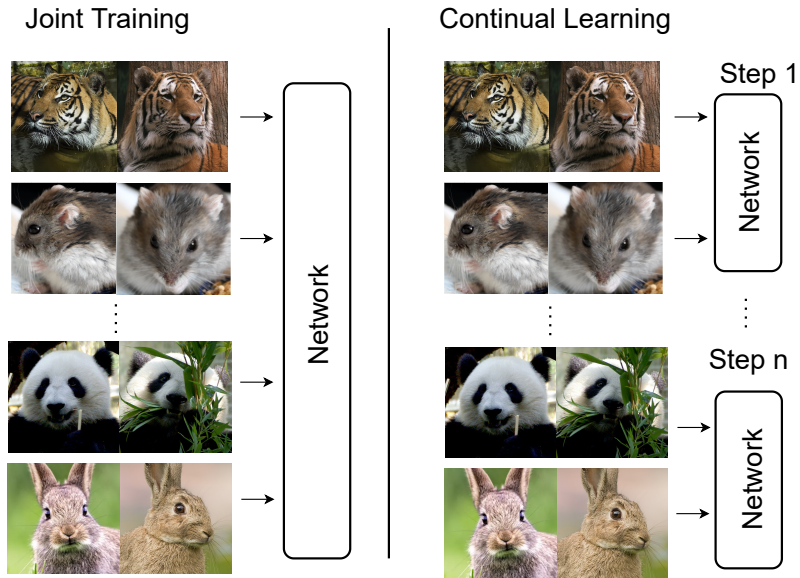 Joint Training
Continual Learning
Step 1
Network
Network
Step n
Network